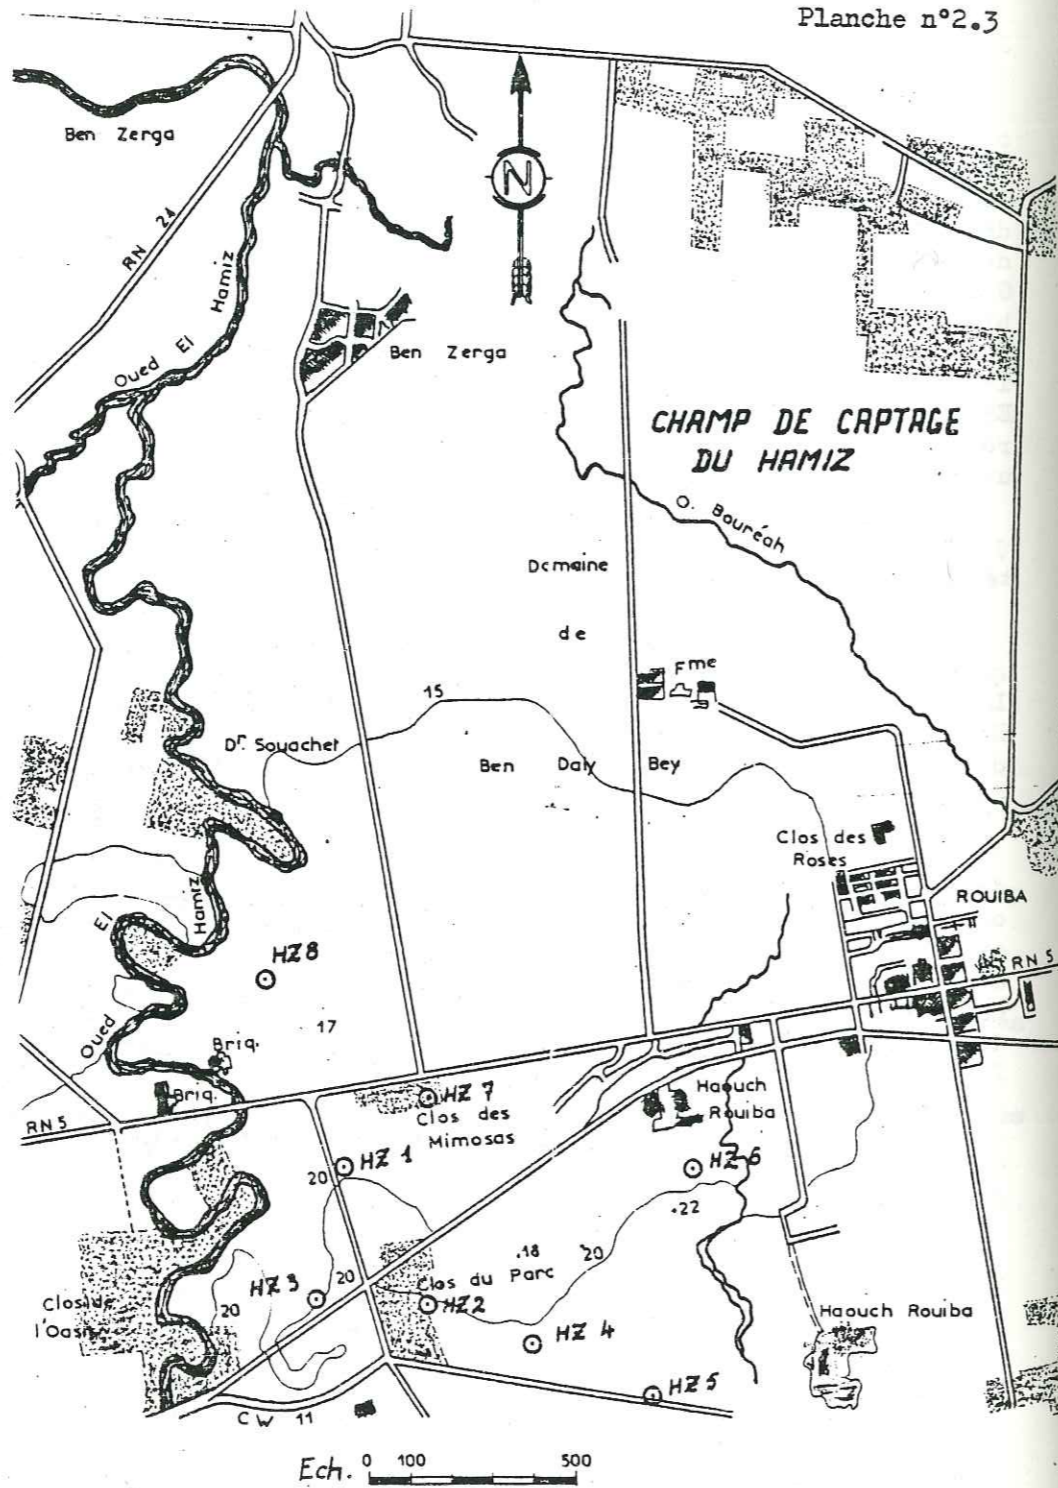 Planche n°2.3
Ben Zerga
N
RN 24
Oued El Hamiz
Ben Zerga
CHAMP DE CAPTAGE
DU HAMIZ
O. Bouréah
Dcmaine
de
Fme
15
Dr. Souachet
Ben Daly Bey
Clos des
Roses
ROUIBA
Oued El Hamiz
HZ 8
RN 5
17
Briq.
Briq.
HZ 7
Clos des
Mimosas
Haouch
Rouiba
RN 5
HZ 1
20
HZ 6
.22
.18
20
HZ 3
20
Clos du Parc
HZ 2
20
Clos de
l'Oasis
HZ 4
Haouch Rouiba
HZ 5
CW 11
Ech. 0 100 500